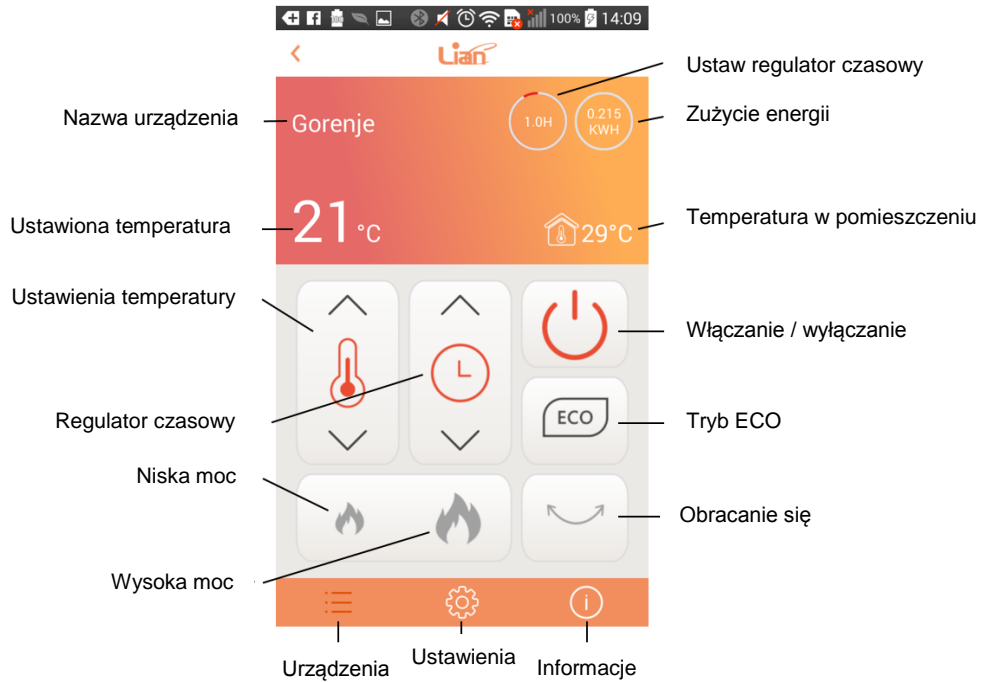 100% 14:09
Lian
Ustaw regulator czasowy
Nazwa urządzenia
Gorenje
1.0H
0.215
KWH
Zużycie energii
Ustawiona temperatura
21 °C
29°C
Temperatura w pomieszczeniu
Ustawienia temperatury
Włączanie / wyłączanie
Regulator czasowy
ECO
Tryb ECO
Niska moc
Obracanie się
Wysoka moc
Urządzenia
Ustawienia
Informacje